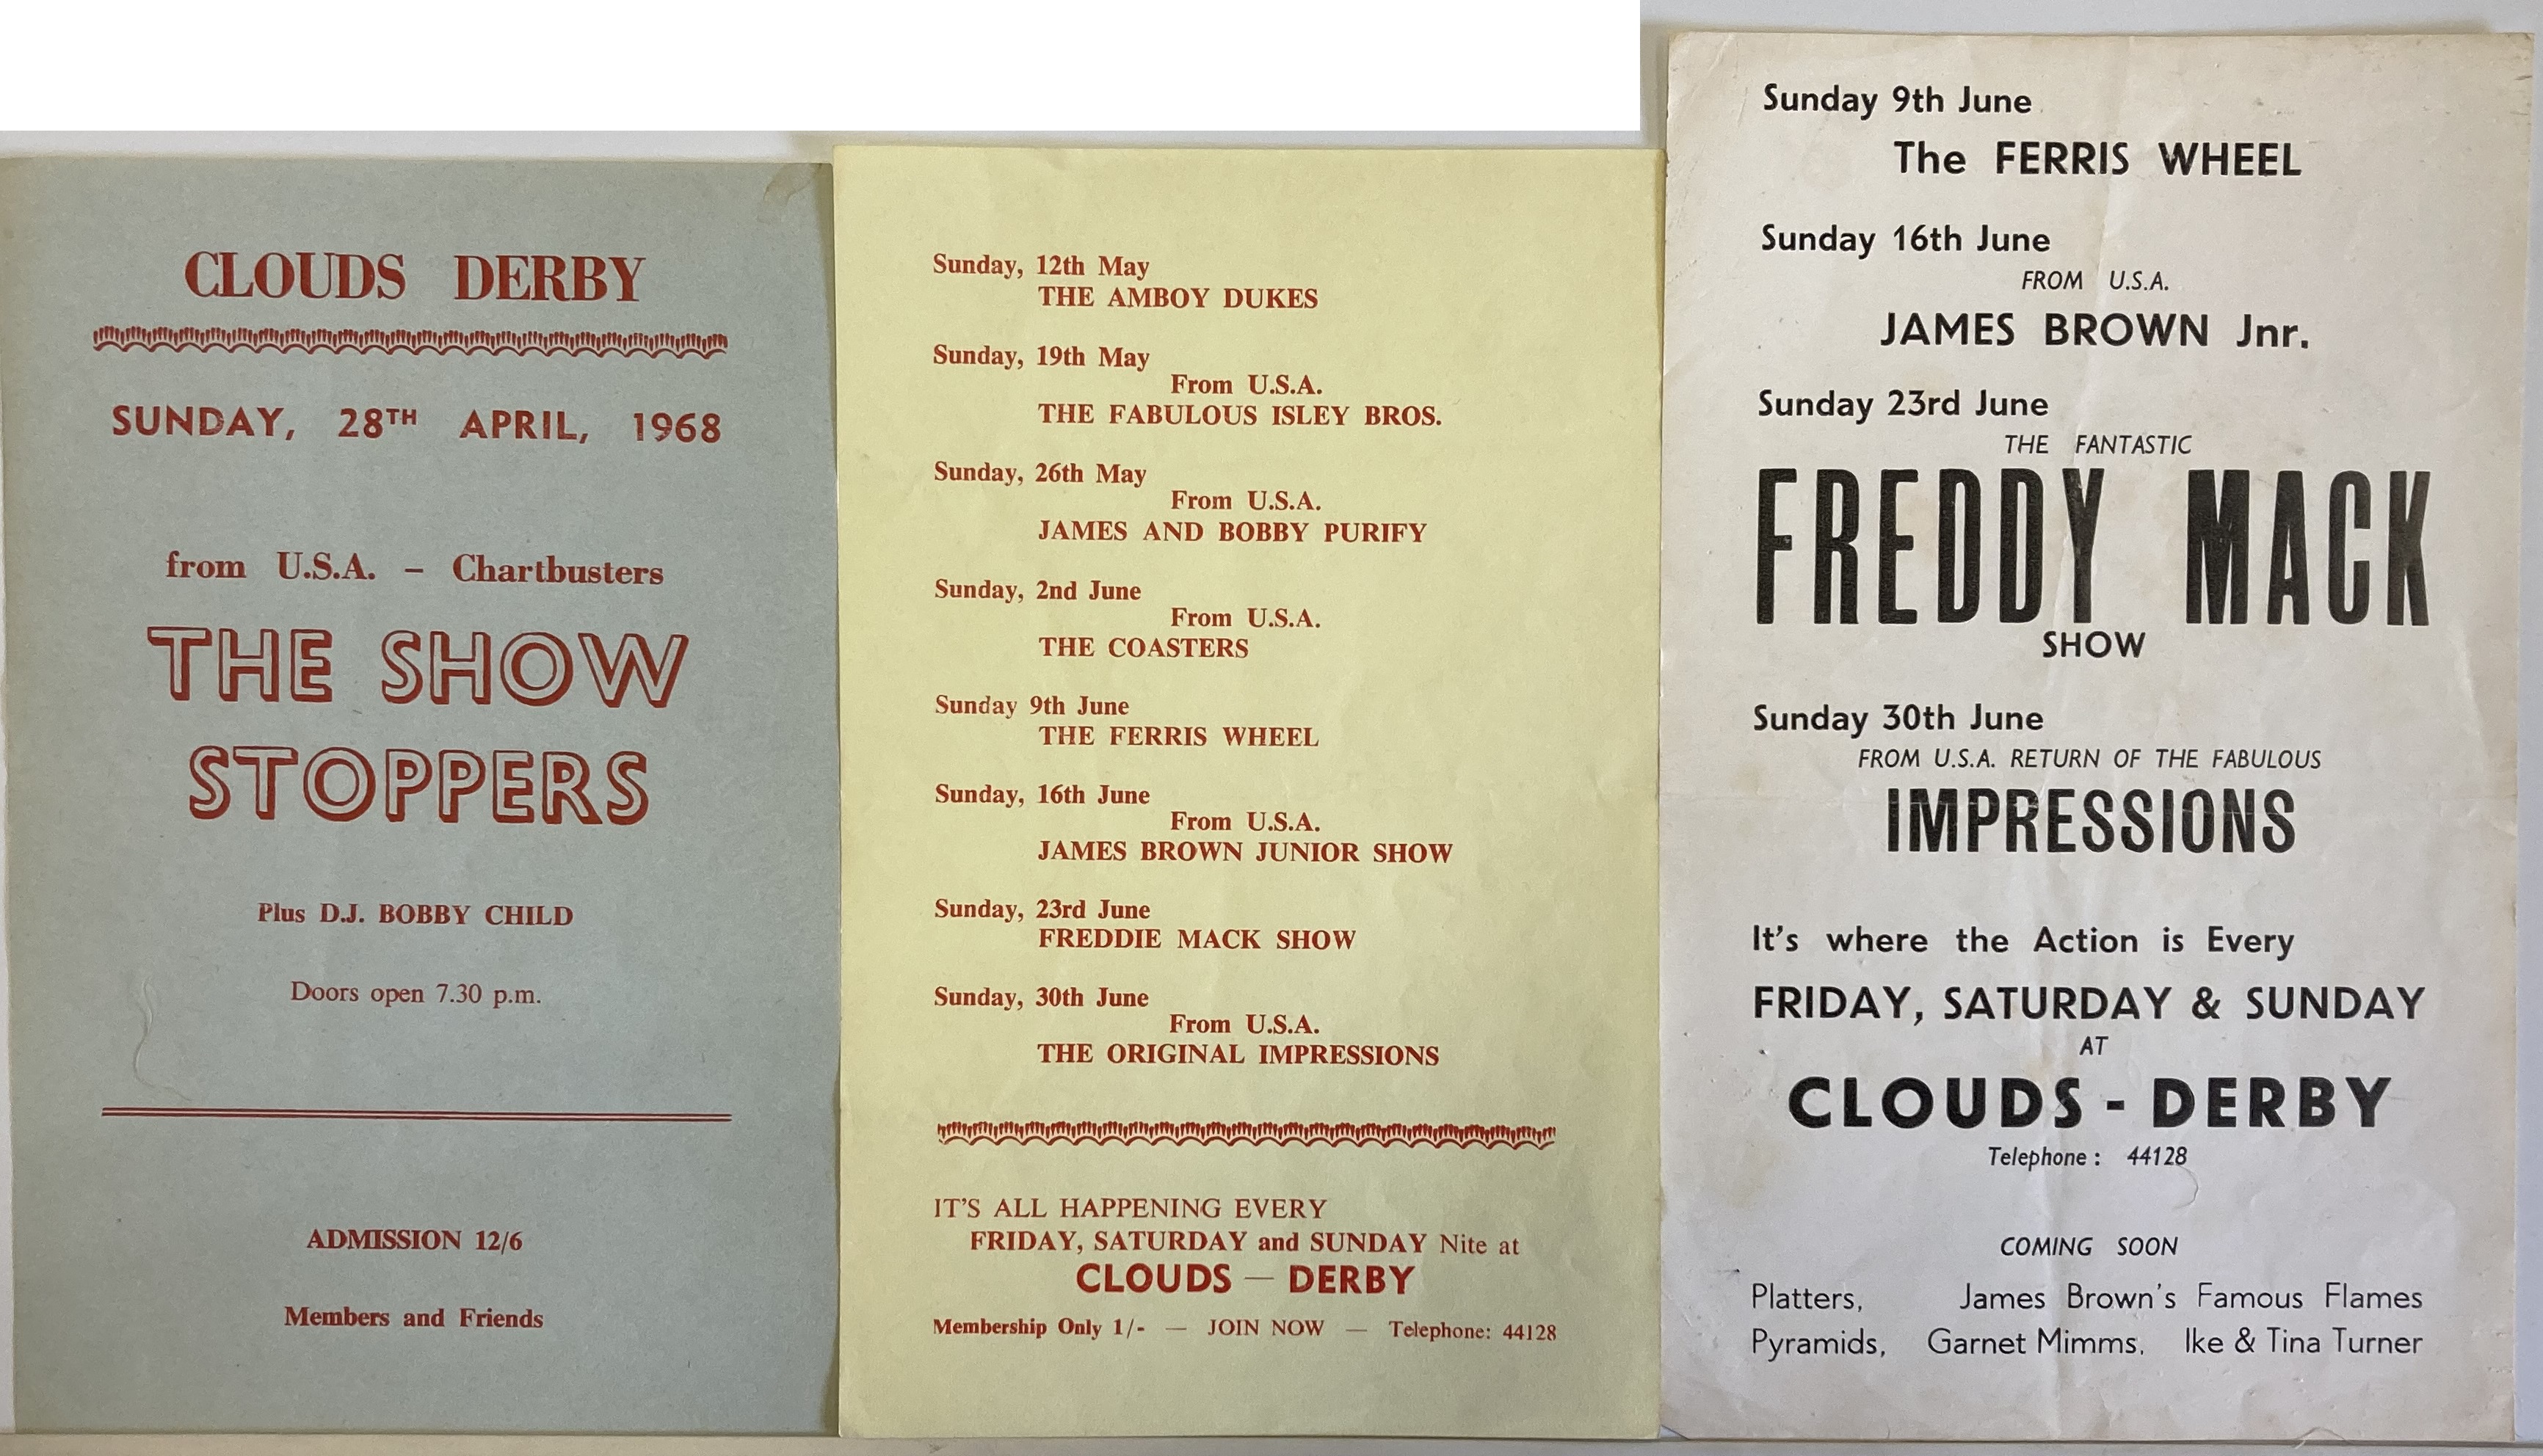 CLOUDS DERBY
SUNDAY, 28TH APRIL, 1968
from U.S.A. – Chartbusters
THE SHOW
STOPPERS
Plus D.J. BOBBY CHILD
Doors open 7.30 p.m.
ADMISSION 12/6
Members and Friends
Sunday, 12th May
THE AMBOY DUKES
Sunday, 19th May
From U.S.A.
THE FABULOUS ISLEY BROS.
Sunday, 26th May
From U.S.A.
JAMES AND BOBBY PURIFY
Sunday, 2nd June
From U.S.A.
THE COASTERS
Sunday 9th June
THE FERRIS WHEEL
Sunday, 16th June
From U.S.A.
JAMES BROWN JUNIOR SHOW
Sunday, 23rd June
FREDDIE MACK SHOW
Sunday, 30th June
From U.S.A.
THE ORIGINAL IMPRESSIONS
IT'S ALL HAPPENING EVERY
FRIDAY, SATURDAY and SUNDAY Nite at
CLOUDS — DERBY
Membership Only 1/- — JOIN NOW — Telephone: 44128
Sunday 9th June
The FERRIS WHEEL
Sunday 16th June
FROM U.S.A.
JAMES BROWN Jnr.
Sunday 23rd June
THE FANTASTIC
FREDDY MACK
SHOW
Sunday 30th June
FROM U.S.A. RETURN OF THE FABULOUS
IMPRESSIONS
It's where the Action is Every
FRIDAY, SATURDAY & SUNDAY
AT
CLOUDS - DERBY
Telephone : 44128
COMING SOON
Platters, James Brown's Famous Flames
Pyramids, Garnet Mimms, Ike & Tina Turner